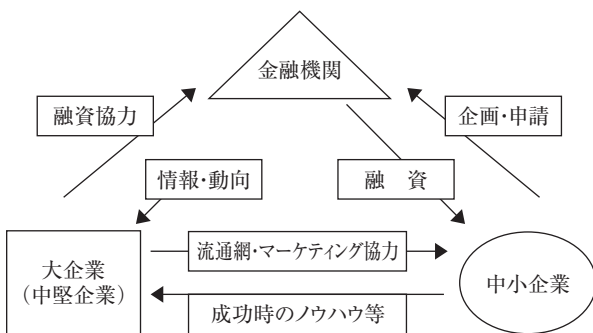 金融機関
融資協力
企画・申請
情報・動向
融　資
大企業
（中堅企業）
流通網・マーケティング協力
中小企業
成功時のノウハウ等